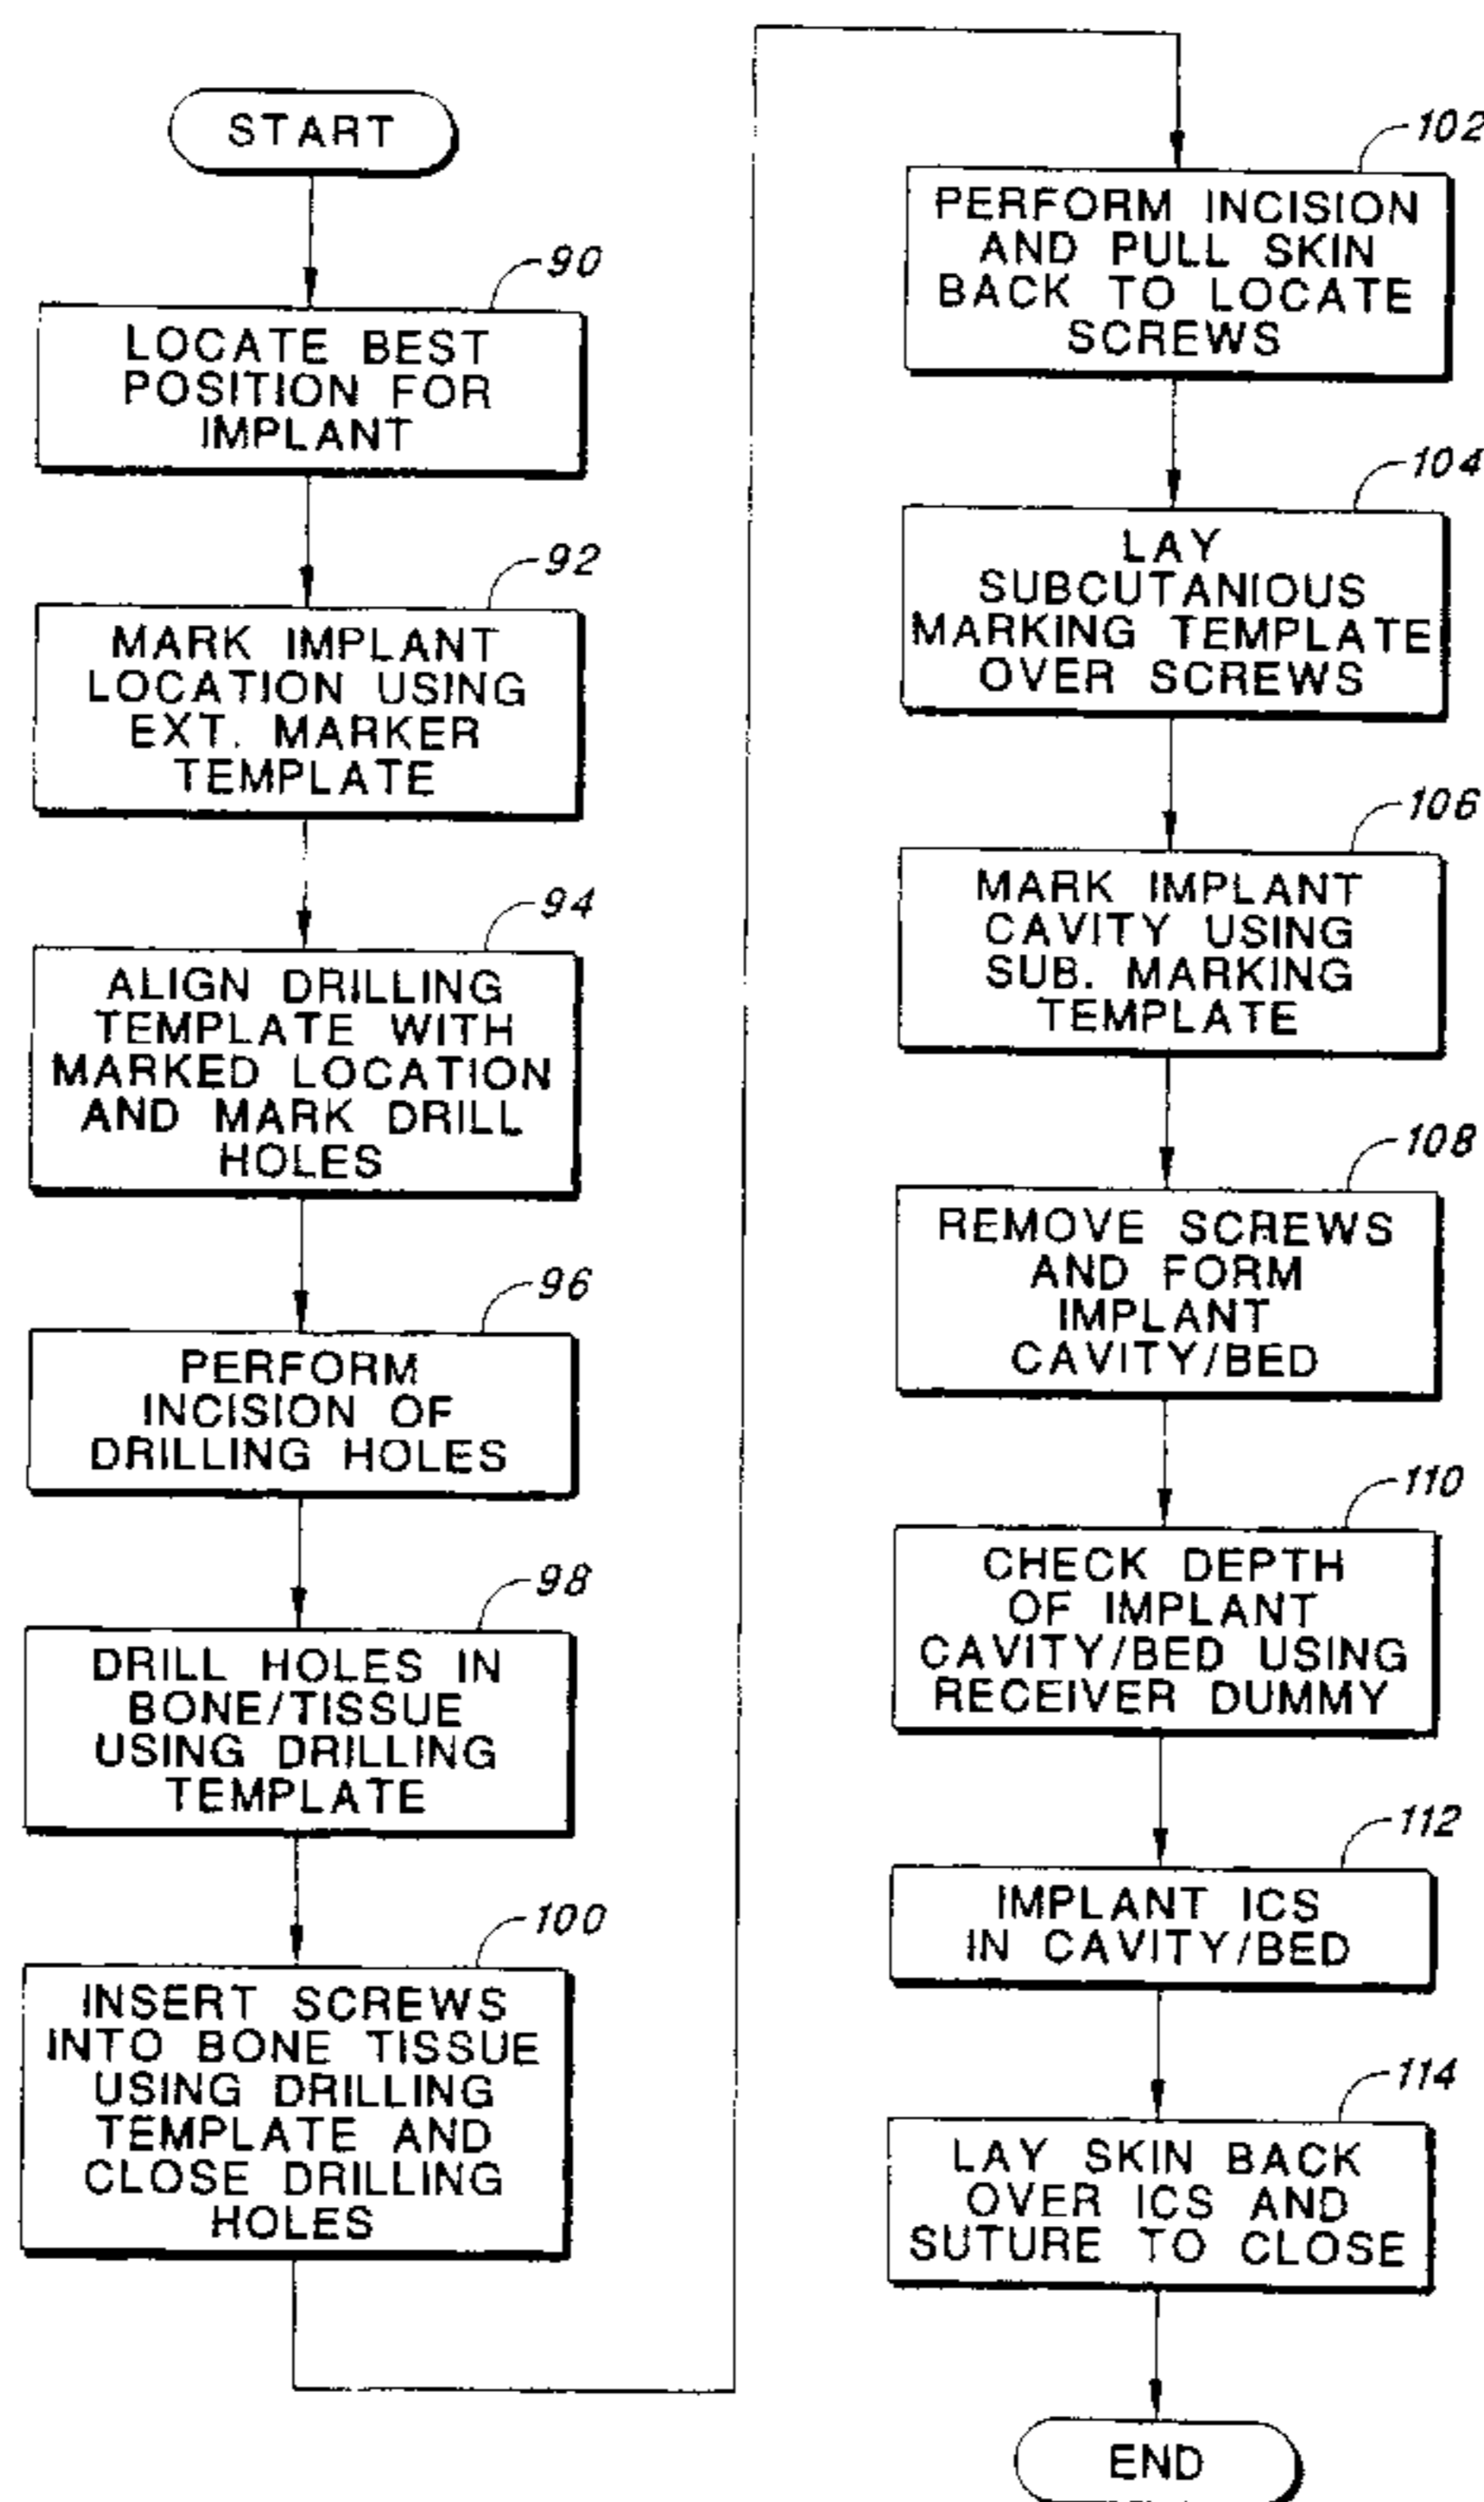 START
90
LOCATE BEST
POSITION FOR
IMPLANT
92
MARK IMPLANT
LOCATION USING
EXT. MARKER
TEMPLATE
94
ALIGN DRILLING
TEMPLATE WITH
MARKED LOCATION
AND MARK DRILL
HOLES
96
PERFORM
INCISION OF
DRILLING HOLES
98
DRILL HOLES IN
BONE/TISSUE
USING DRILLING
TEMPLATE
100
INSERT SCREWS
INTO BONE TISSUE
USING DRILLING
TEMPLATE AND
CLOSE DRILLING
HOLES
102
PERFORM INCISION
AND PULL SKIN
BACK TO LOCATE
SCREWS
104
LAY
SUBCUTANIOUS
MARKING TEMPLATE
OVER SCREWS
106
MARK IMPLANT
CAVITY USING
SUB. MARKING
TEMPLATE
108
REMOVE SCREWS
AND FORM
IMPLANT
CAVITY/BED
110
CHECK DEPTH
OF IMPLANT
CAVITY/BED USING
RECEIVER DUMMY
112
IMPLANT ICS
IN CAVITY/BED
114
LAY SKIN BACK
OVER ICS AND
SUTURE TO CLOSE
END